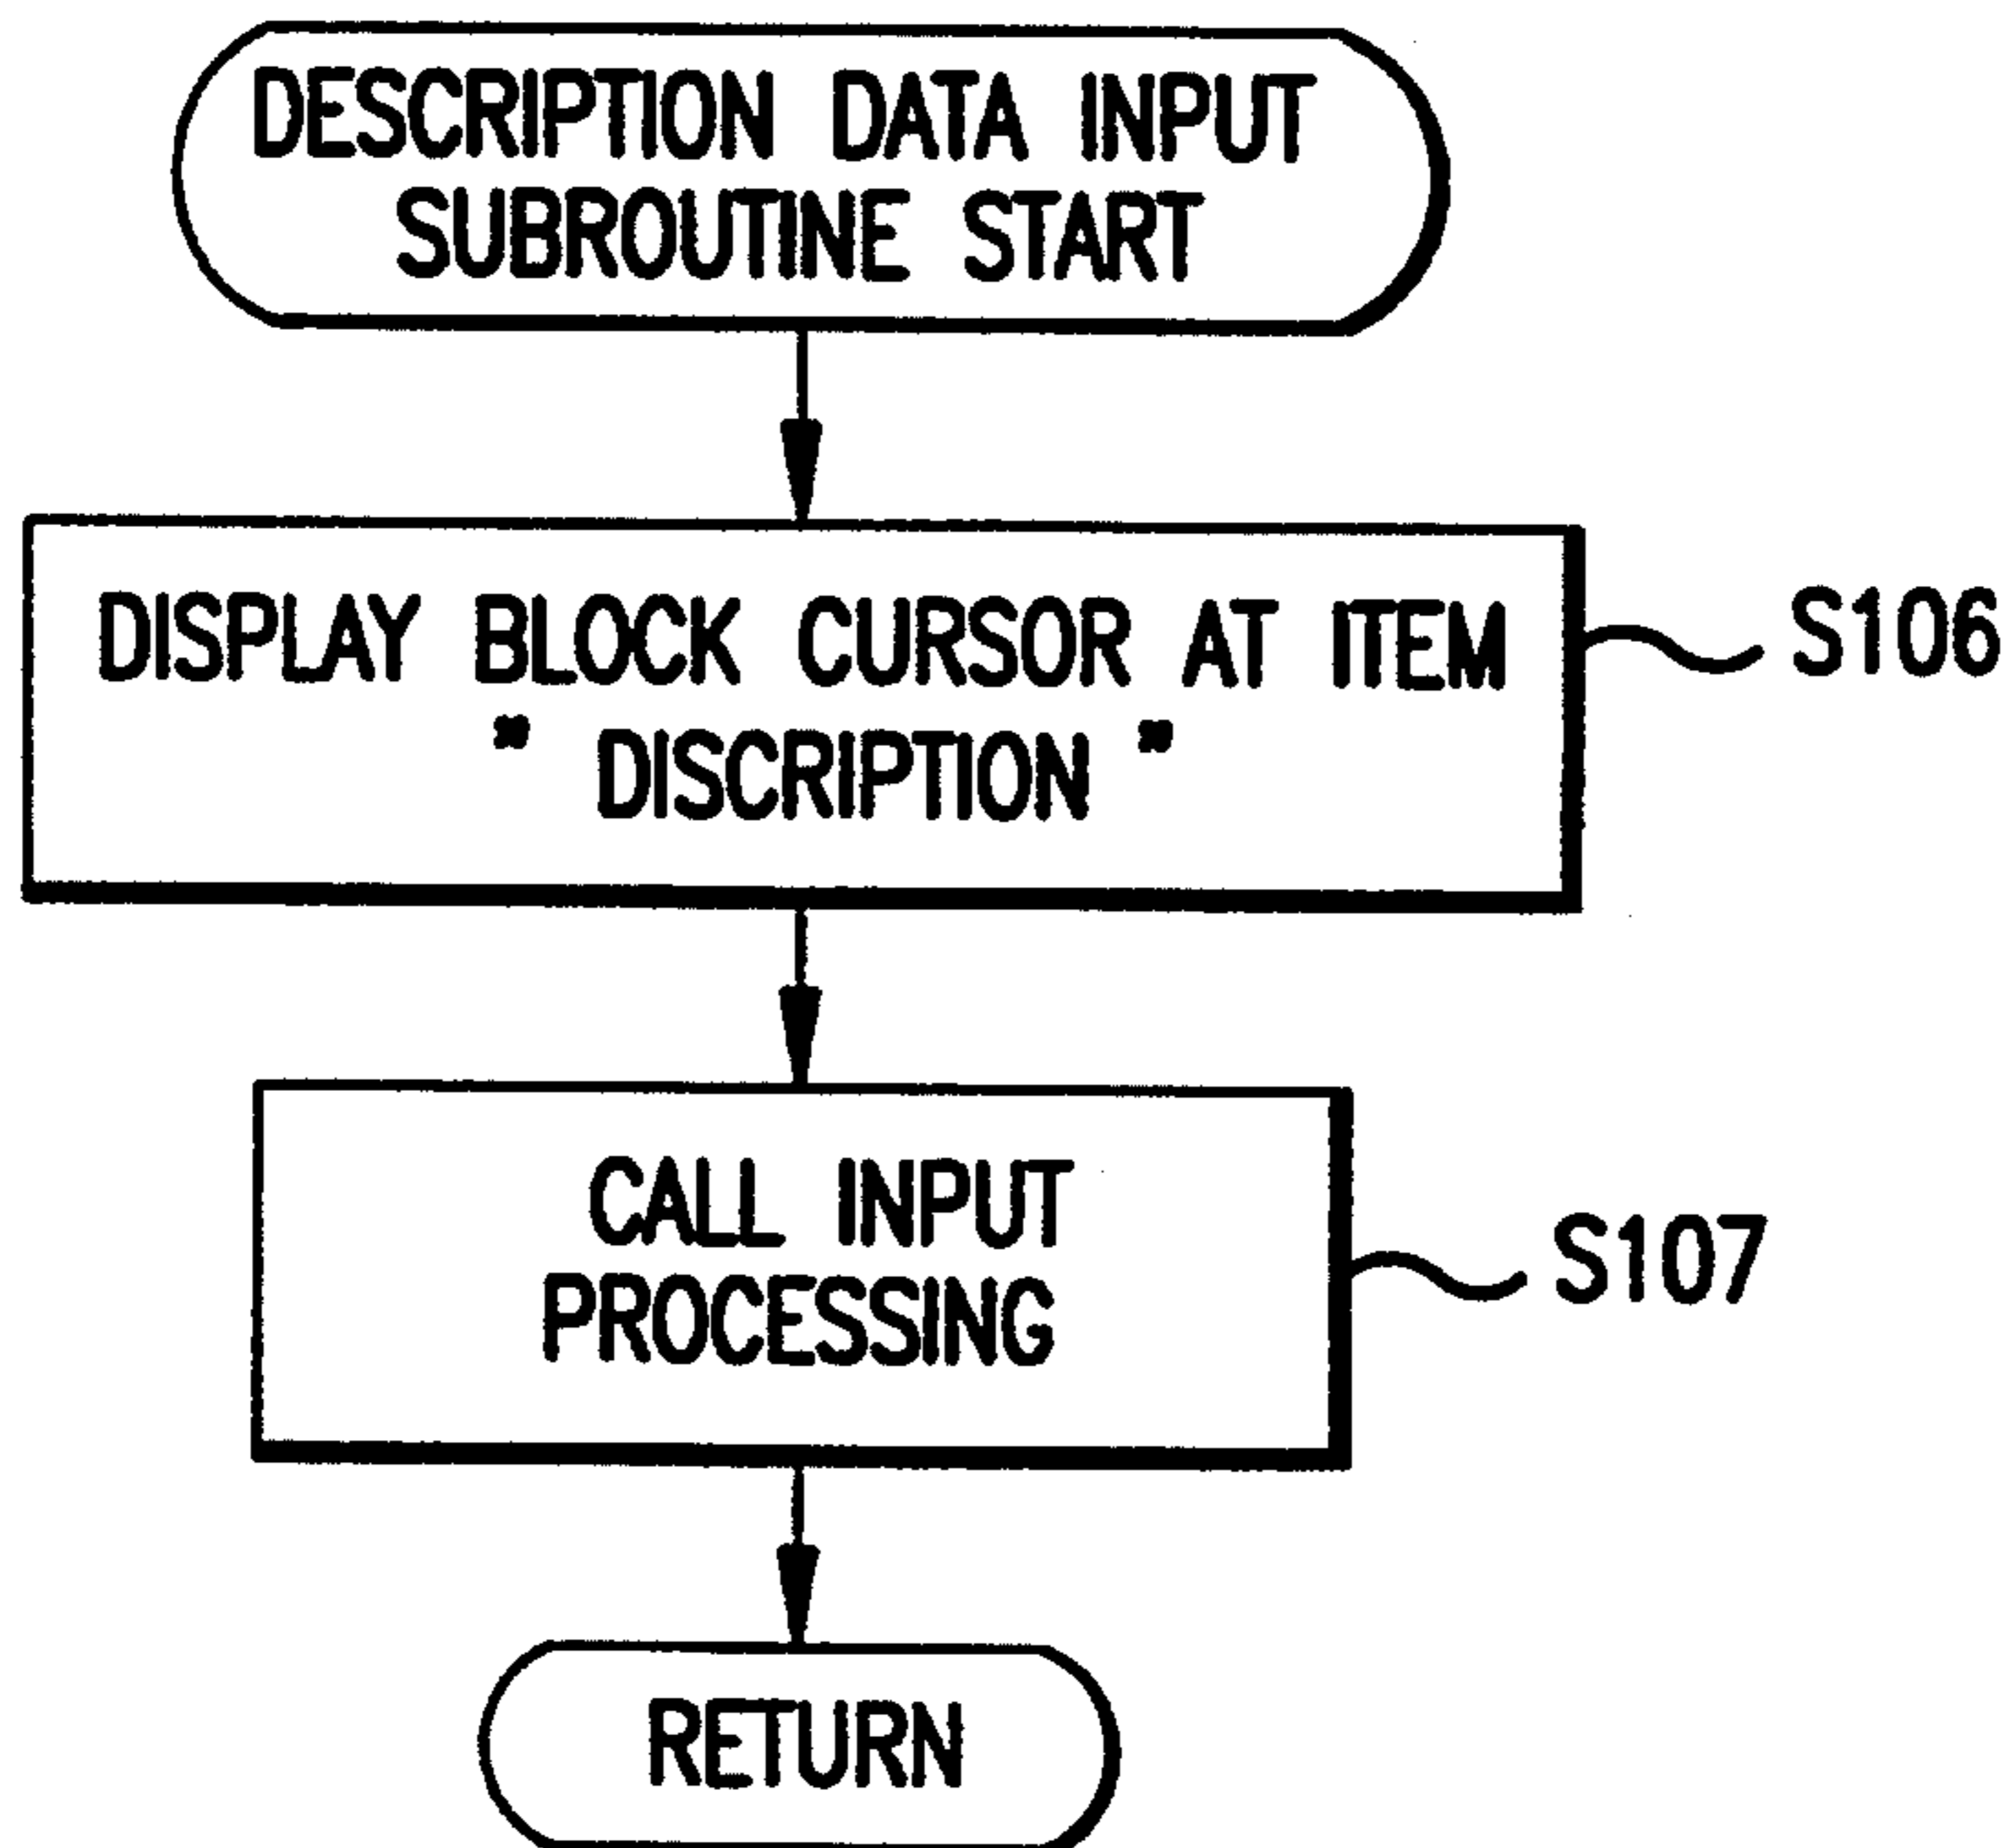 DESCRIPTION DATA INPUT
SUBROUTINE START
DISPLAY BLOCK CURSOR AT ITEM
" DISCRIPTION "
S106
CALL INPUT
PROCESSING
S107
RETURN